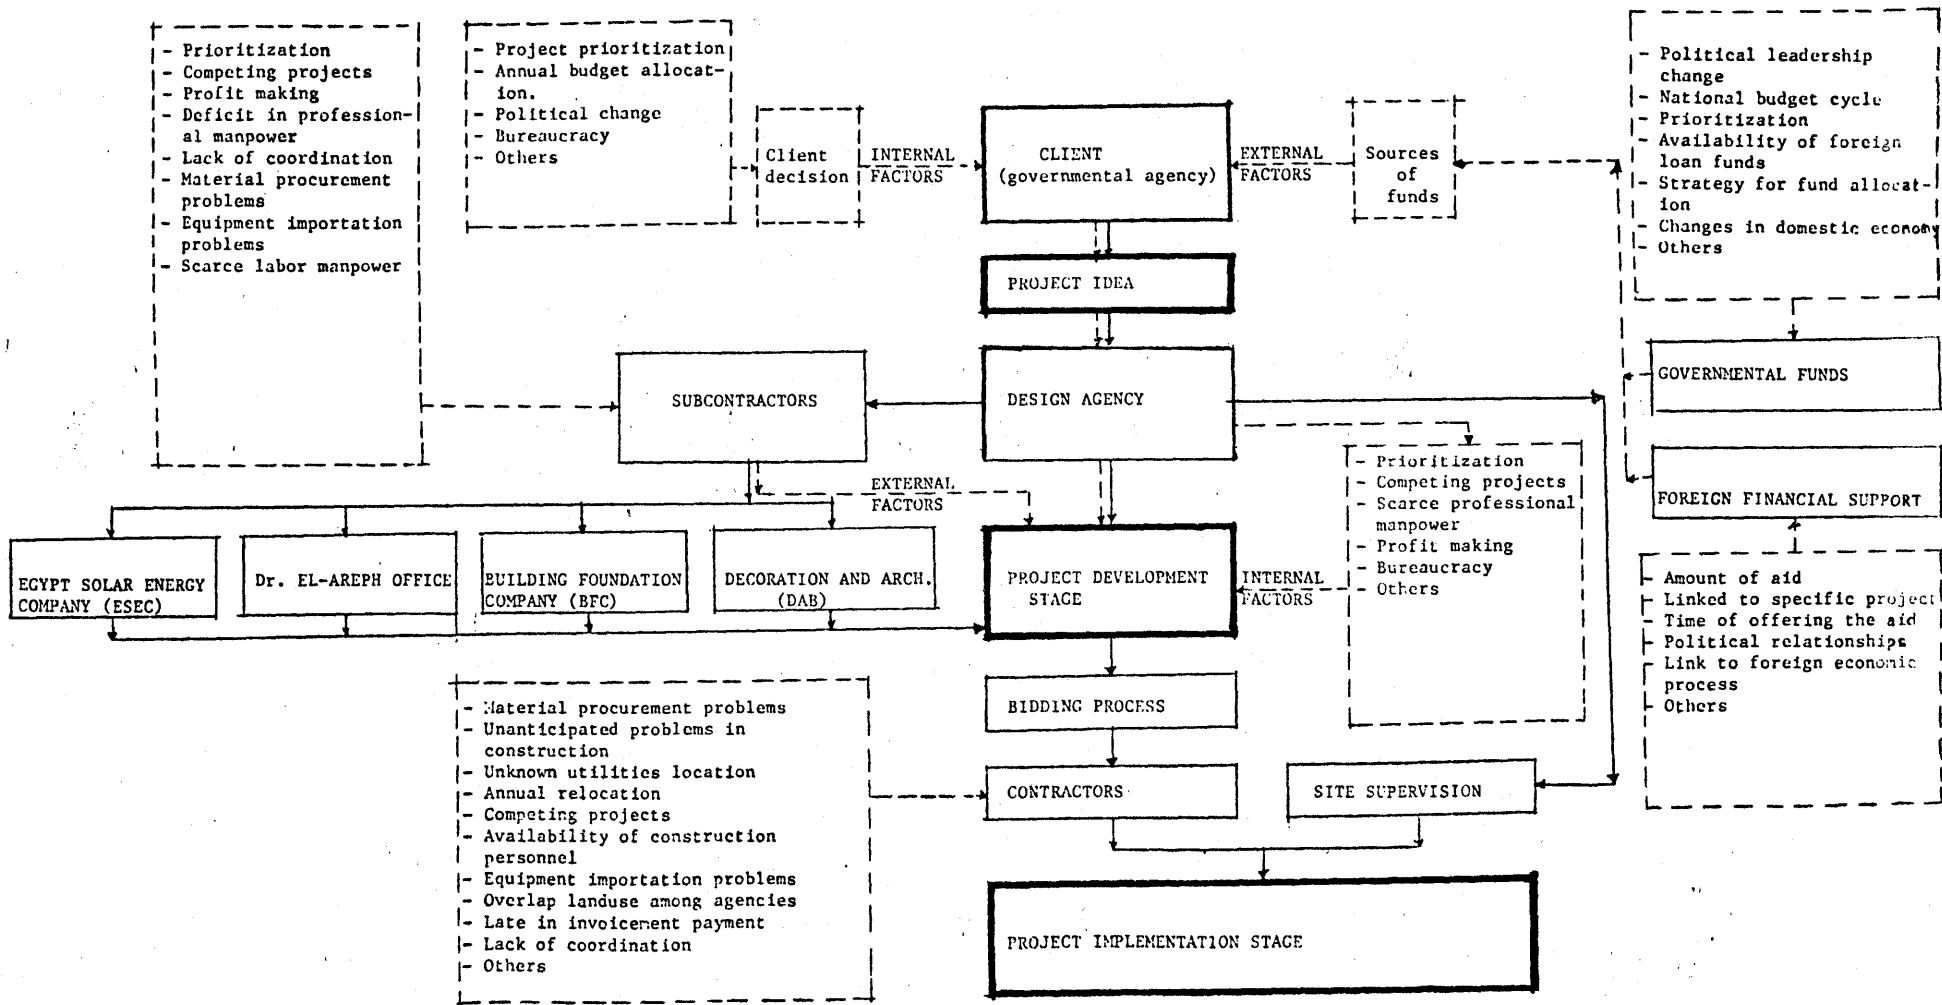 - Prioritization
- Competing projects
- Profit making
- Deficit in profession-
al manpower
- Lack of coordination
- Material procurement
problems
- Equipment importation
problems
- Scarce labor manpower
- Project prioritization
- Annual budget allocat-
ion.
- Political change
- Bureaucracy
- Others
Client
decision
INTERNAL
FACTORS
CLIENT
(governmental agency)
EXTERNAL
FACTORS
Sources
of
funds
- Political leadership
change
- National budget cycle
- Prioritization
- Availability of foreign
loan funds
- Strategy for fund allocat-
ion
- Changes in domestic economy
- Others
PROJECT IDEA
SUBCONTRACTORS
DESIGN AGENCY
GOVERNMENTAL FUNDS
FOREIGN FINANCIAL SUPPORT
- Prioritization
- Competing projects
- Scarce professional
manpower
- Profit making
- Bureaucracy
- Others
EXTERNAL
FACTORS
EGYPT SOLAR ENERGY
COMPANY (ESEC)
Dr. EL-AREPH OFFICE
BUILDING FOUNDATION
COMPANY (BFC)
DECORATION AND ARCH.
(DAB)
PROJECT DEVELOPMENT
STAGE
INTERNAL
FACTORS
- Amount of aid
- Linked to specific project
- Time of offering the aid
- Political relationships
- Link to foreign economic
process
- Others
BIDDING PROCESS
- Material procurement problems
- Unanticipated problems in
construction
- Unknown utilities location
- Annual relocation
- Competing projects
- Availability of construction
personnel
- Equipment importation problems
- Overlap landuse among agencies
- Late in invoicement payment
- Lack of coordination
- Others
CONTRACTORS
SITE SUPERVISION
PROJECT IMPLEMENTATION STAGE